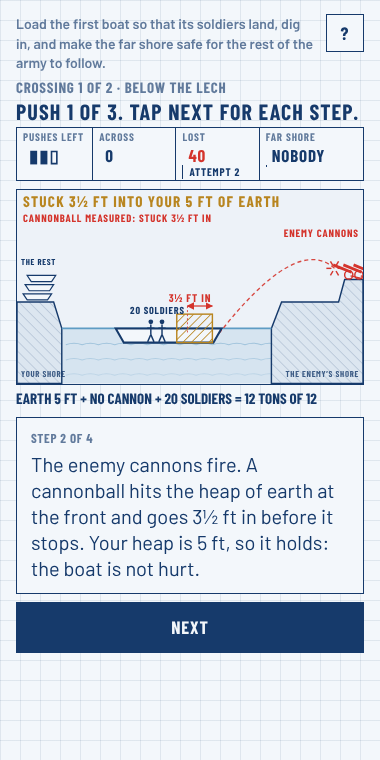 Load the first boat so that its soldiers land, dig
in, and make the far shore safe for the rest of the
army to follow.
?
CROSSING 1 OF 2 · BELOW THE LECH
PUSH 1 OF 3. TAP NEXT FOR EACH STEP.
PUSHES LEFT
ACROSS
0
LOST
40
ATTEMPT 2
FAR SHORE
NOBODY
STUCK 3½ FT INTO YOUR 5 FT OF EARTH
CANNONBALL MEASURED: STUCK 3½ FT IN
ENEMY CANNONS
THE REST
3½ FT IN
20 SOLDIERS
YOUR SHORE
THE ENEMY'S SHORE
EARTH 5 FT + NO CANNON + 20 SOLDIERS = 12 TONS OF 12
STEP 2 OF 4
The enemy cannons fire. A
cannonball hits the heap of earth at
the front and goes 3½ ft in before it
stops. Your heap is 5 ft, so it holds:
the boat is not hurt.
NEXT